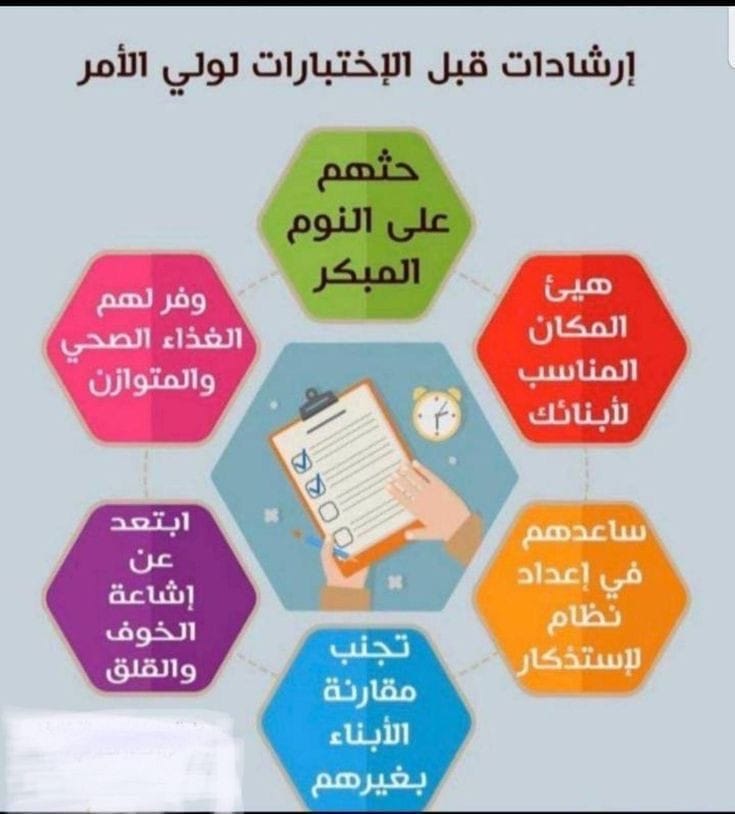 إرشادات قبل الإختبارات لولي الأمر
حثهم
على النوم
المبكر
هيئ
المكان
المناسب
لأبنائك
ساعدهم
في إعداد
نظام
لإستذكار
تجنب
مقارنة
الأبناء
بغيرهم
ابتعد
عن
إشاعة
الخوف
والقلق
وفر لهم
الغذاء الصحي
والمتوازن